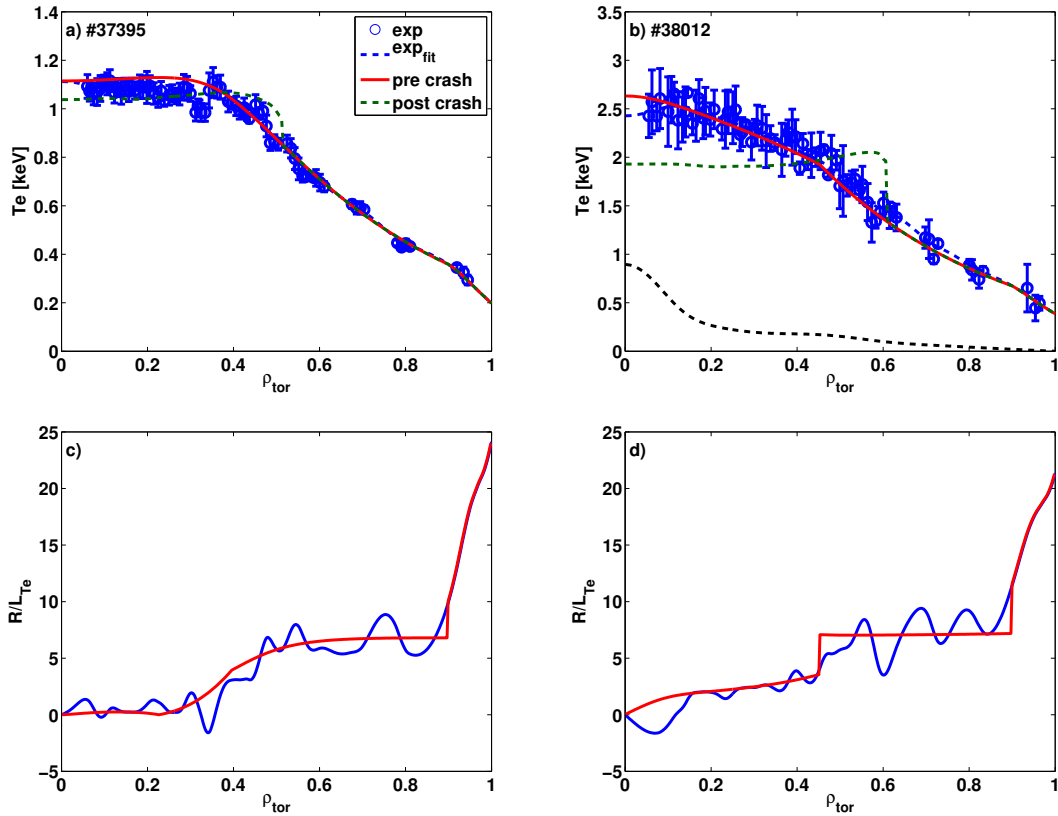 a) #37395
exp
exp_fit
pre crash
post crash
Te [keV]
1.4
1.2
1
0.8
0.6
0.4
0.2
0
0 0.2 0.4 0.6 0.8 1
ρ_tor
b) #38012
Te [keV]
3.5
3
2.5
2
1.5
1
0.5
0
0 0.2 0.4 0.6 0.8 1
ρ_tor
c)
R/L_Te
25
20
15
10
5
0
−5
0 0.2 0.4 0.6 0.8 1
ρ_tor
d)
R/L_Te
25
20
15
10
5
0
−5
0 0.2 0.4 0.6 0.8 1
ρ_tor